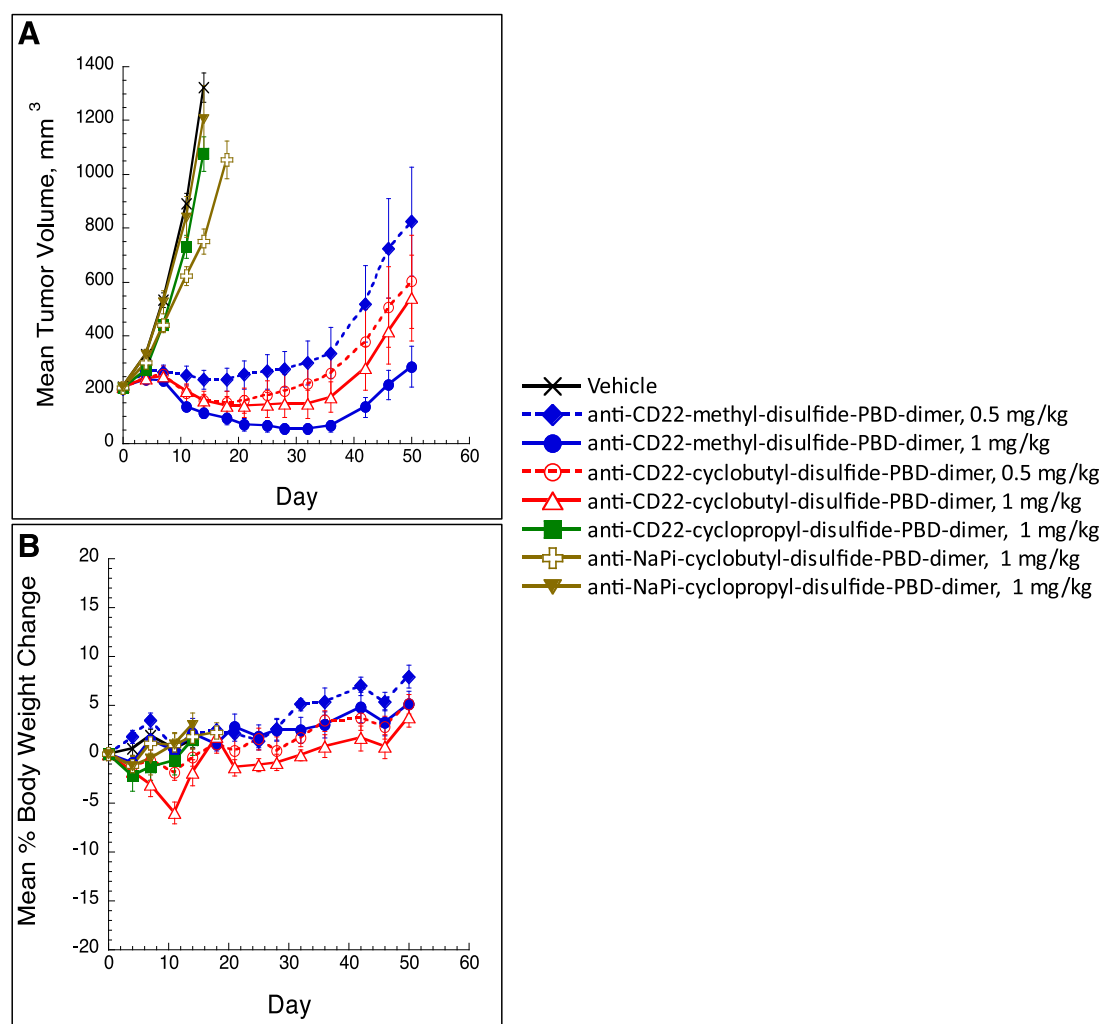 A
Mean Tumor Volume, mm 3
1400
1200
1000
800
600
400
200
0
0 10 20 30 40 50 60
Day
B
Mean % Body Weight Change
20
15
10
5
0
-5
-10
-15
-20
0 10 20 30 40 50 60
Day
Vehicle
anti-CD22-methyl-disulfide-PBD-dimer, 0.5 mg/kg
anti-CD22-methyl-disulfide-PBD-dimer, 1 mg/kg
anti-CD22-cyclobutyl-disulfide-PBD-dimer, 0.5 mg/kg
anti-CD22-cyclobutyl-disulfide-PBD-dimer, 1 mg/kg
anti-CD22-cyclopropyl-disulfide-PBD-dimer, 1 mg/kg
anti-NaPi-cyclobutyl-disulfide-PBD-dimer, 1 mg/kg
anti-NaPi-cyclopropyl-disulfide-PBD-dimer, 1 mg/kg